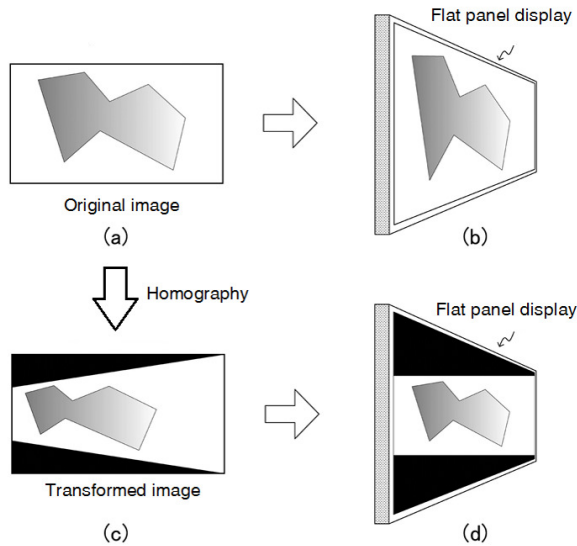 Flat panel display
Original image
(a)
(b)
Homography
Flat panel display
Transformed image
(c)
(d)